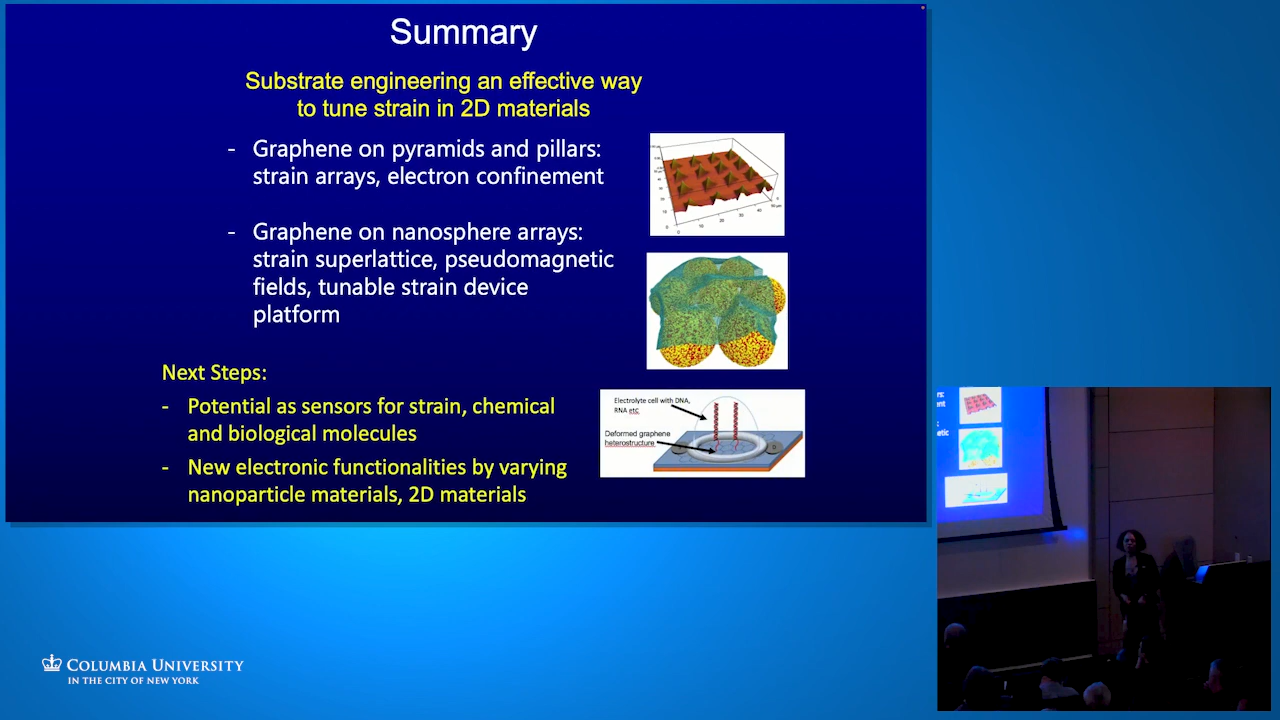 Summary
Substrate engineering an effective way
to tune strain in 2D materials
- Graphene on pyramids and pillars:
strain arrays, electron confinement
- Graphene on nanosphere arrays:
strain superlattice, pseudomagnetic
fields, tunable strain device
platform
Next Steps:
- Potential as sensors for strain, chemical
and biological molecules
- New electronic functionalities by varying
nanoparticle materials, 2D materials
Electrolyte cell with DNA,
RNA etc
Deformed graphene
heterostructure
COLUMBIA UNIVERSITY
IN THE CITY OF NEW YORK